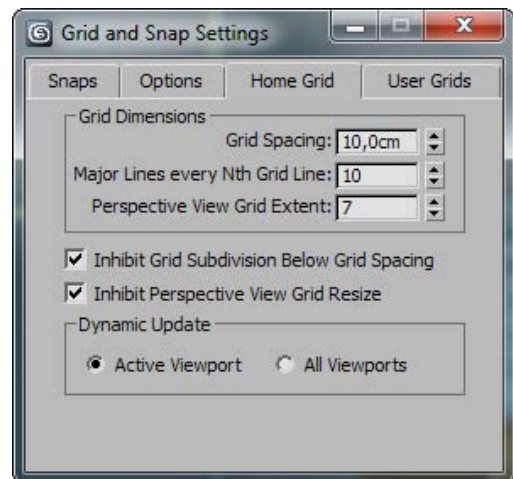 Grid and Snap Settings
Snaps Options Home Grid User Grids
Grid Dimensions
Grid Spacing: 10,0cm
Major Lines every Nth Grid Line: 10
Perspective View Grid Extent: 7
Inhibit Grid Subdivision Below Grid Spacing
Inhibit Perspective View Grid Resize
Dynamic Update
Active Viewport All Viewports